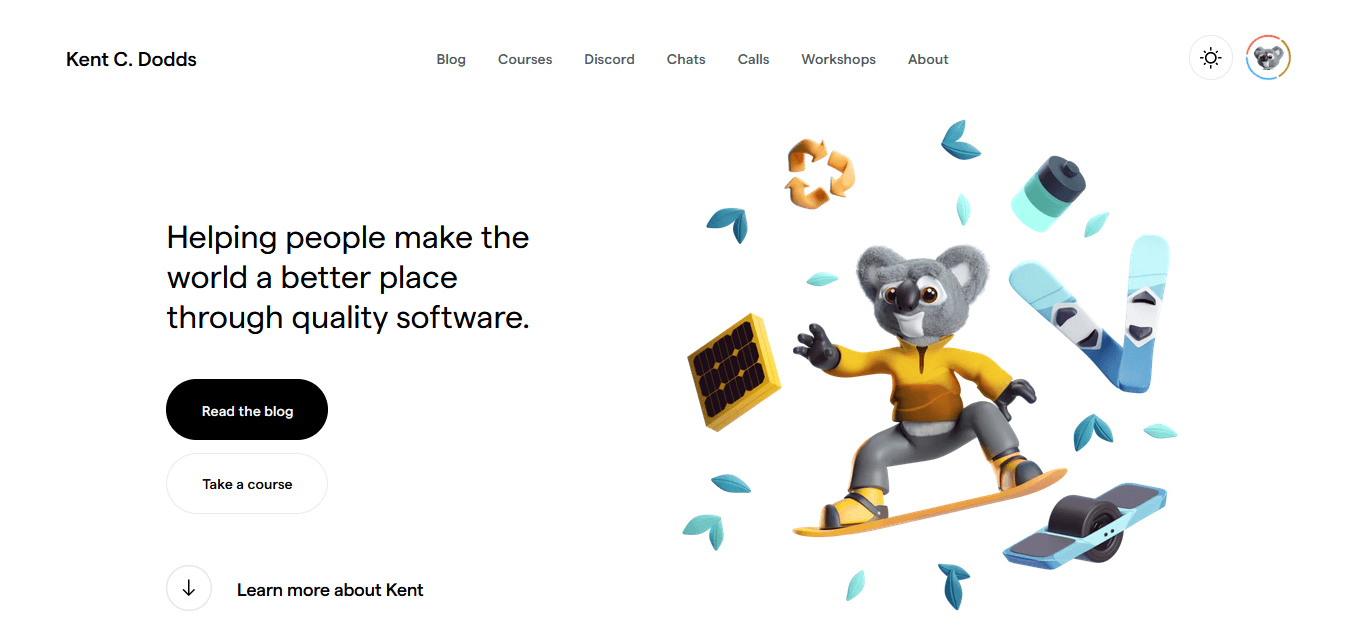 Kent C. Dodds
Blog Courses Discord Chats Calls Workshops About
Helping people make the
world a better place
through quality software.
Read the blog
Take a course
Learn more about Kent